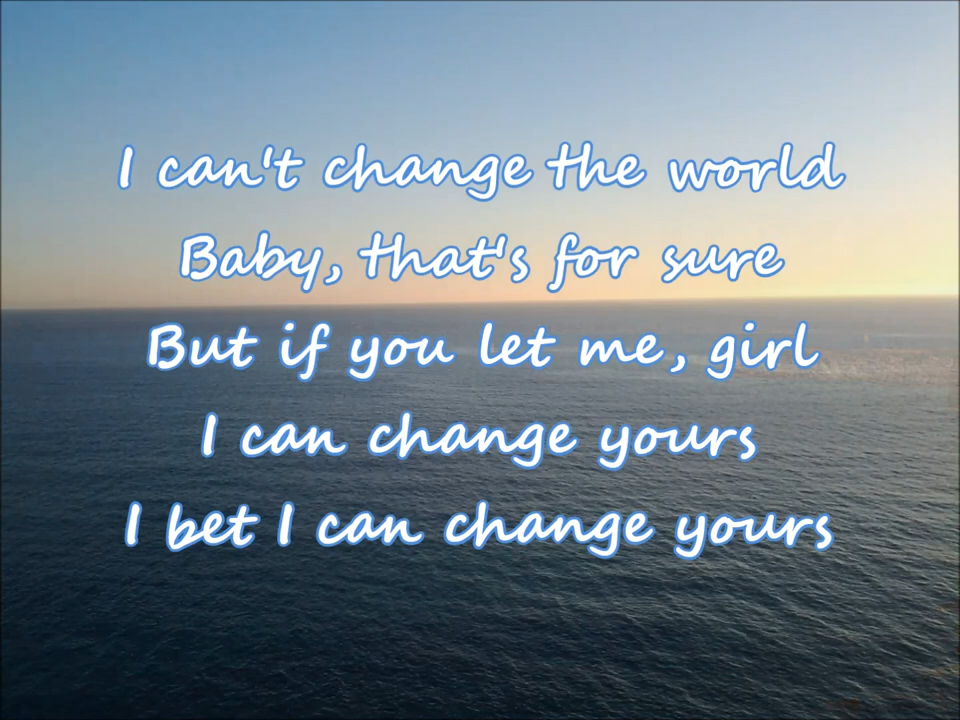 I can't change the world
Baby, that's for sure
But if you let me, girl
I can change yours
I bet I can change yours